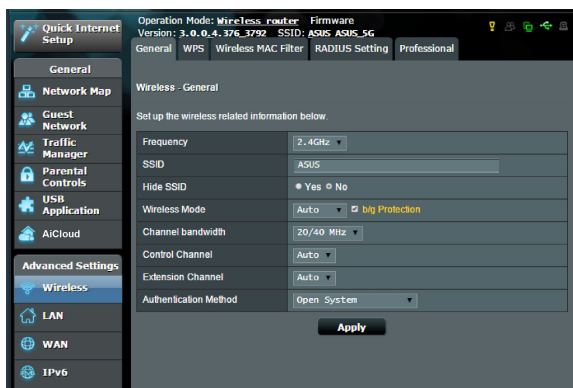 Quick Internet
Setup
Operation Mode: Wireless router Firmware
Version: 3.0.0.4.376_3792 SSID: ASUS ASUS_5G
General WPS Wireless MAC Filter RADIUS Setting Professional
General
Network Map
Guest
Network
Traffic
Manager
Parental
Controls
USB
Application
AiCloud
Advanced Settings
Wireless
LAN
WAN
IPv6
Wireless - General
Set up the wireless related information below.
Frequency 2.4GHz
SSID ASUS
Hide SSID Yes No
Wireless Mode Auto b/g Protection
Channel bandwidth 20/40 MHz
Control Channel Auto
Extension Channel Auto
Authentication Method Open System
Apply